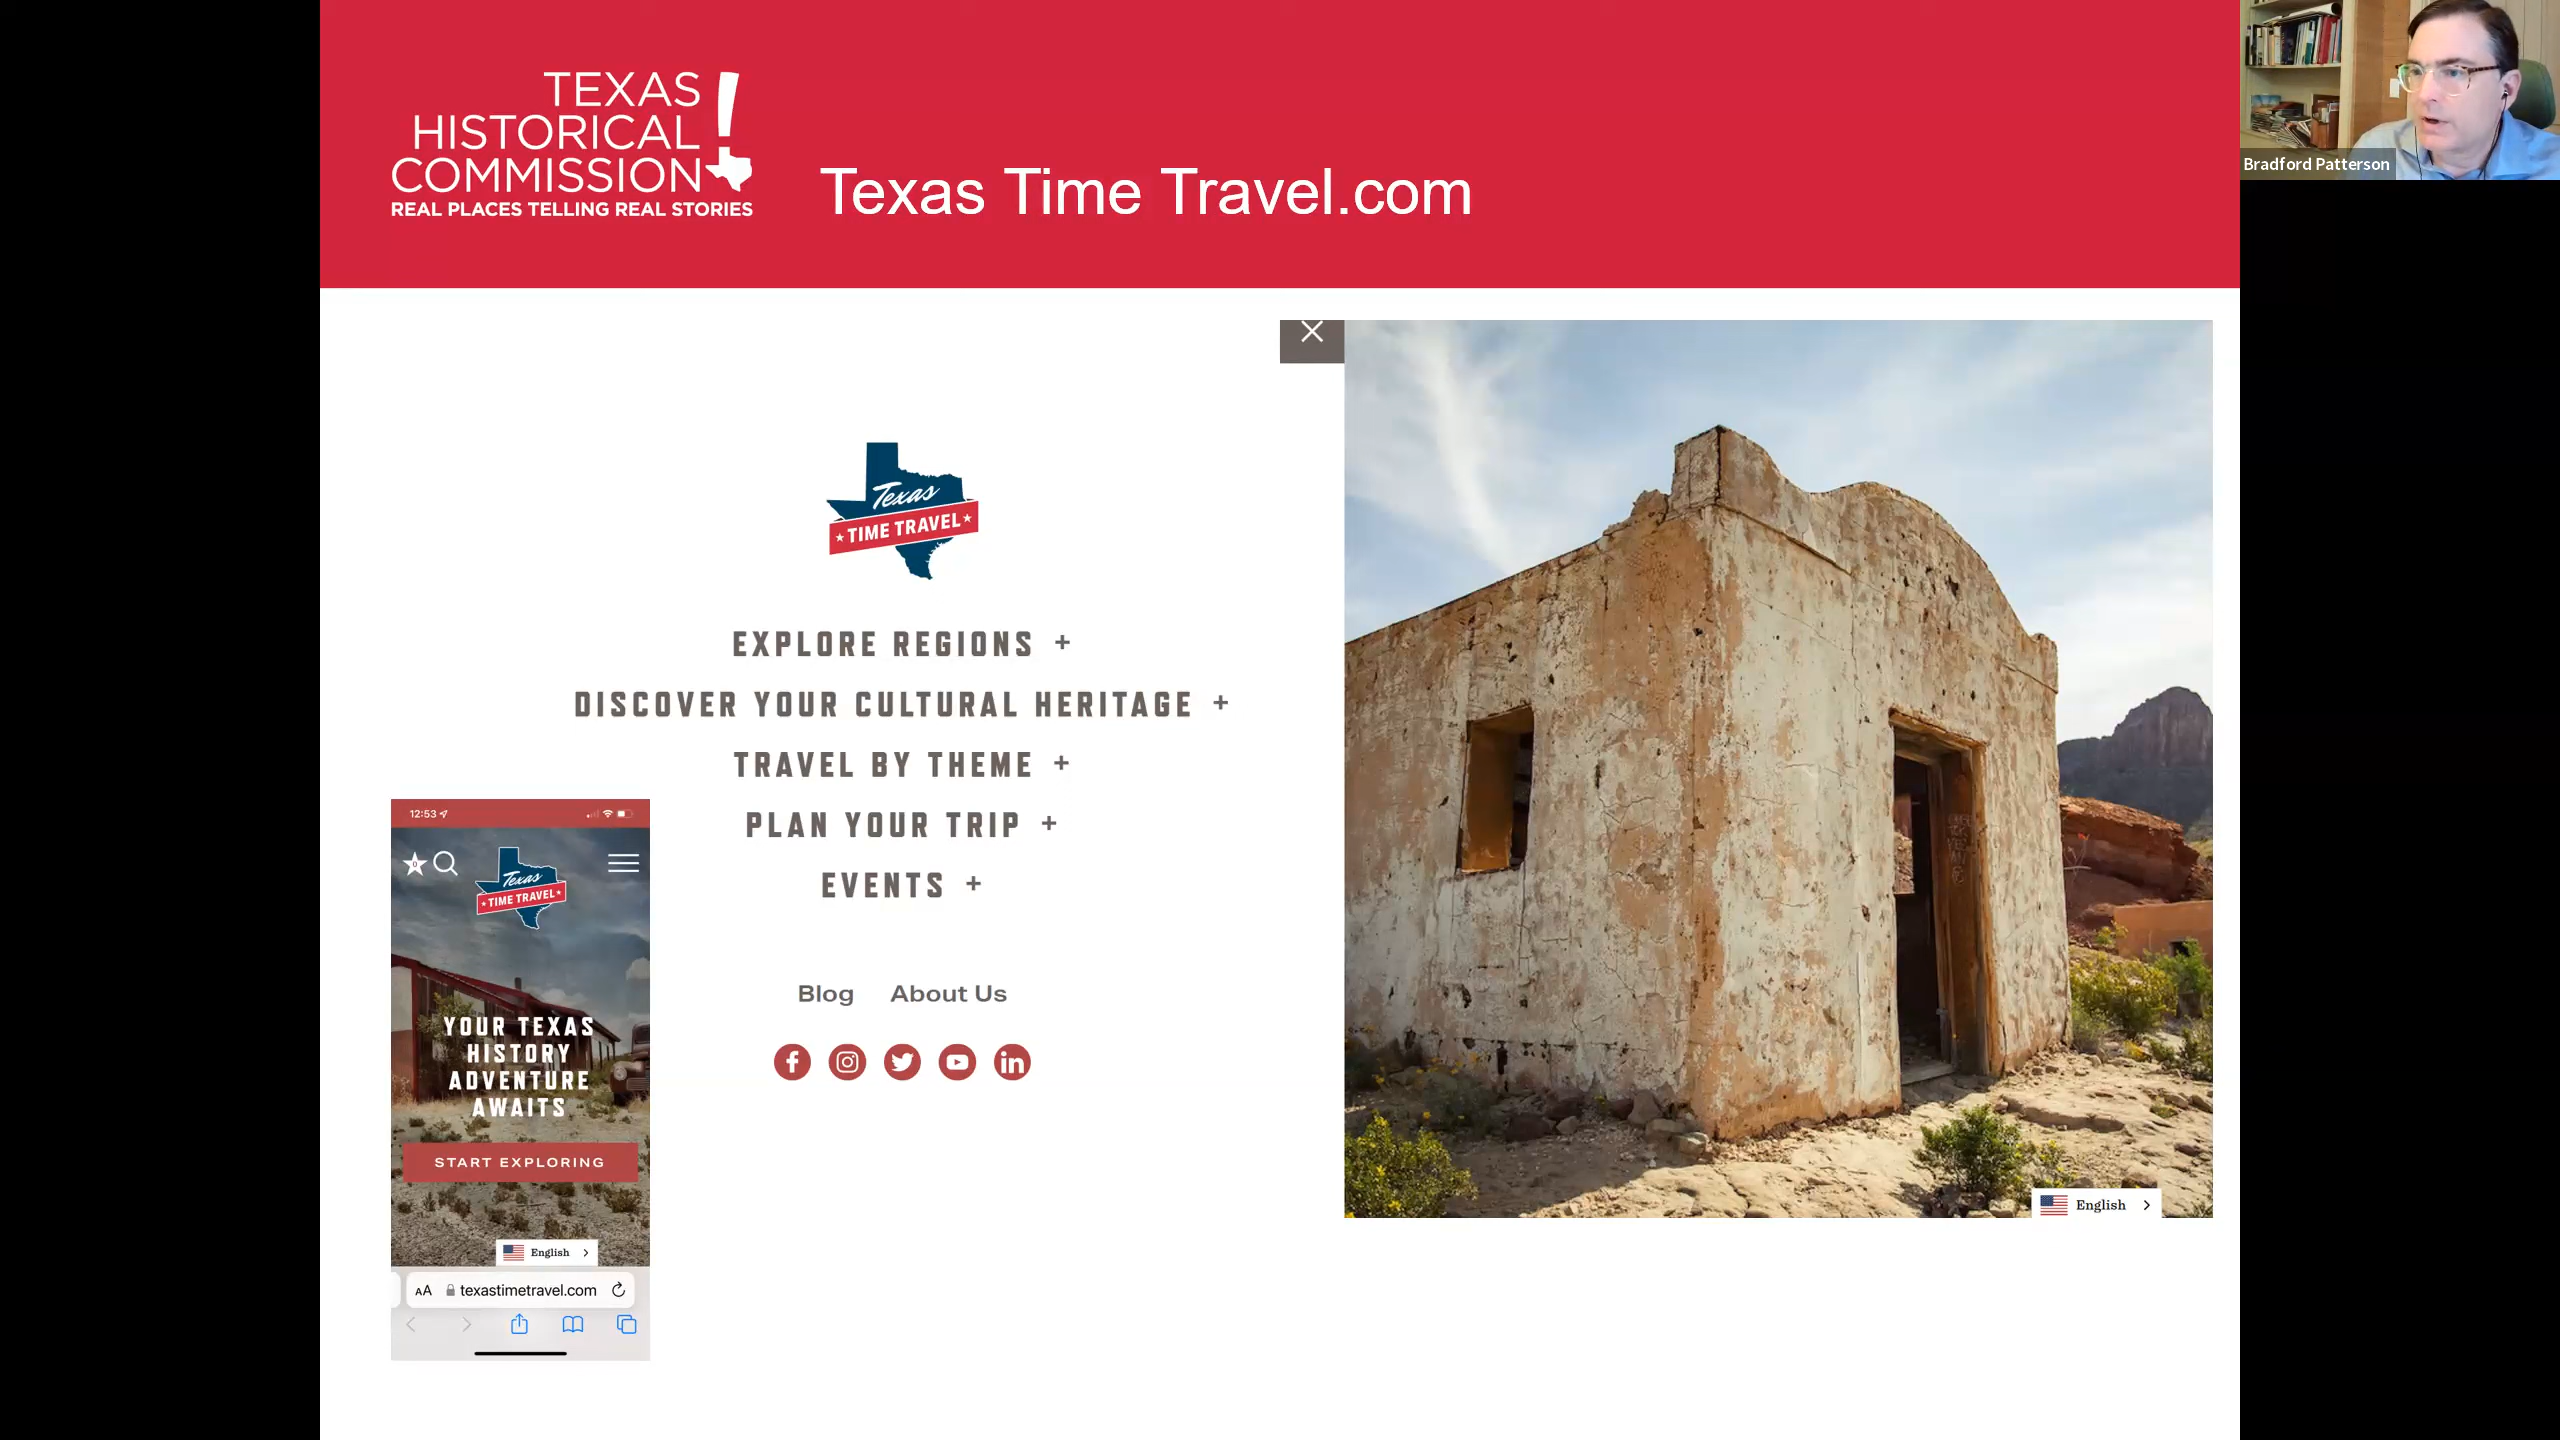 TEXAS
HISTORICAL
COMMISSION
REAL PLACES TELLING REAL STORIES
Texas Time Travel.com
Bradford Patterson
Texas
TIME TRAVEL
EXPLORE REGIONS +
DISCOVER YOUR CULTURAL HERITAGE +
TRAVEL BY THEME +
PLAN YOUR TRIP +
EVENTS +
Blog About Us
12:53
0
Texas
TIME TRAVEL
YOUR TEXAS
HISTORY
ADVENTURE
AWAITS
START EXPLORING
English
AA texastimetravel.com
English